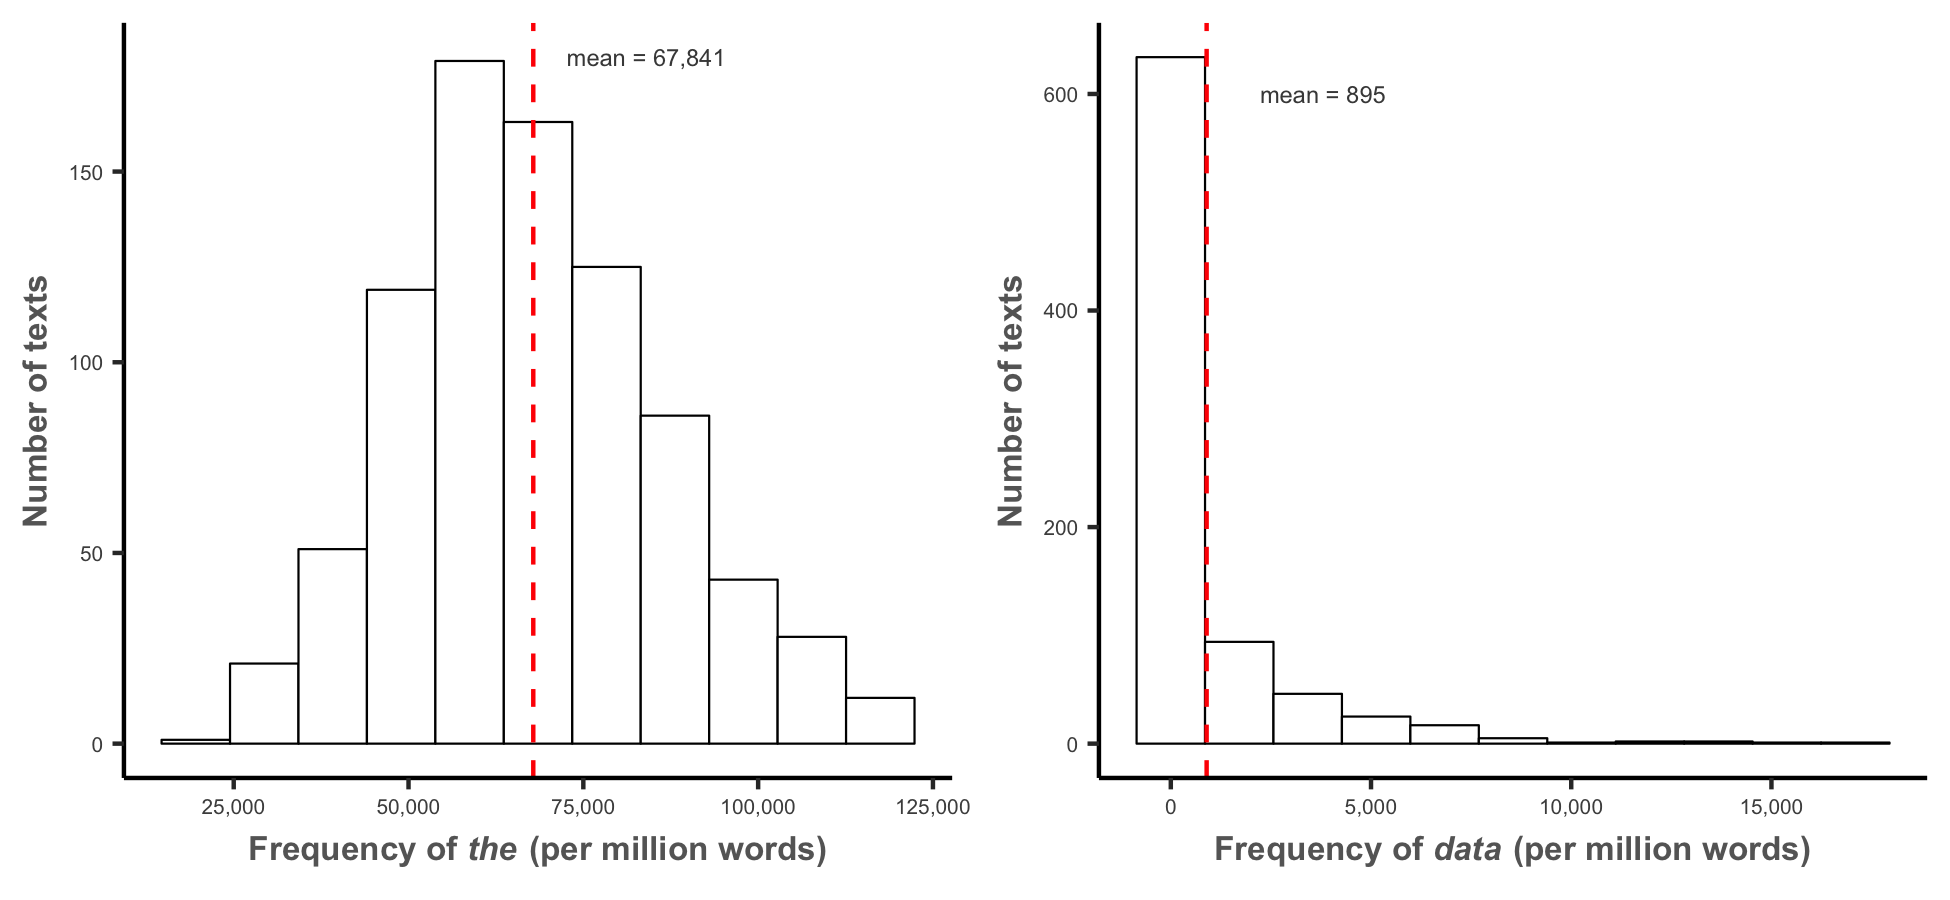 mean = 67,841
150
100
50
0
25,000 50,000 75,000 100,000 125,000
Number of texts
Frequency of the (per million words)
mean = 895
600
400
200
0
0 5,000 10,000 15,000
Number of texts
Frequency of data (per million words)